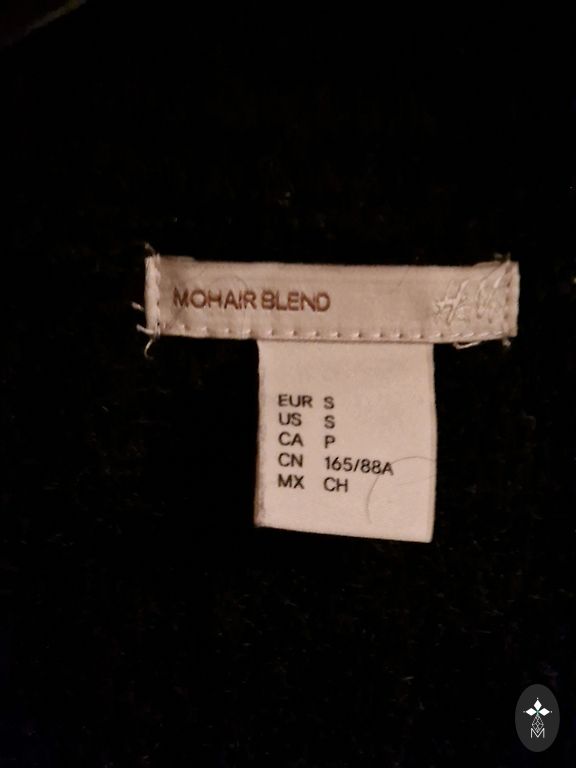 MOHAIR BLEND H&M
EUR S
US S
CA P
CN 165/88A
MX CH
M